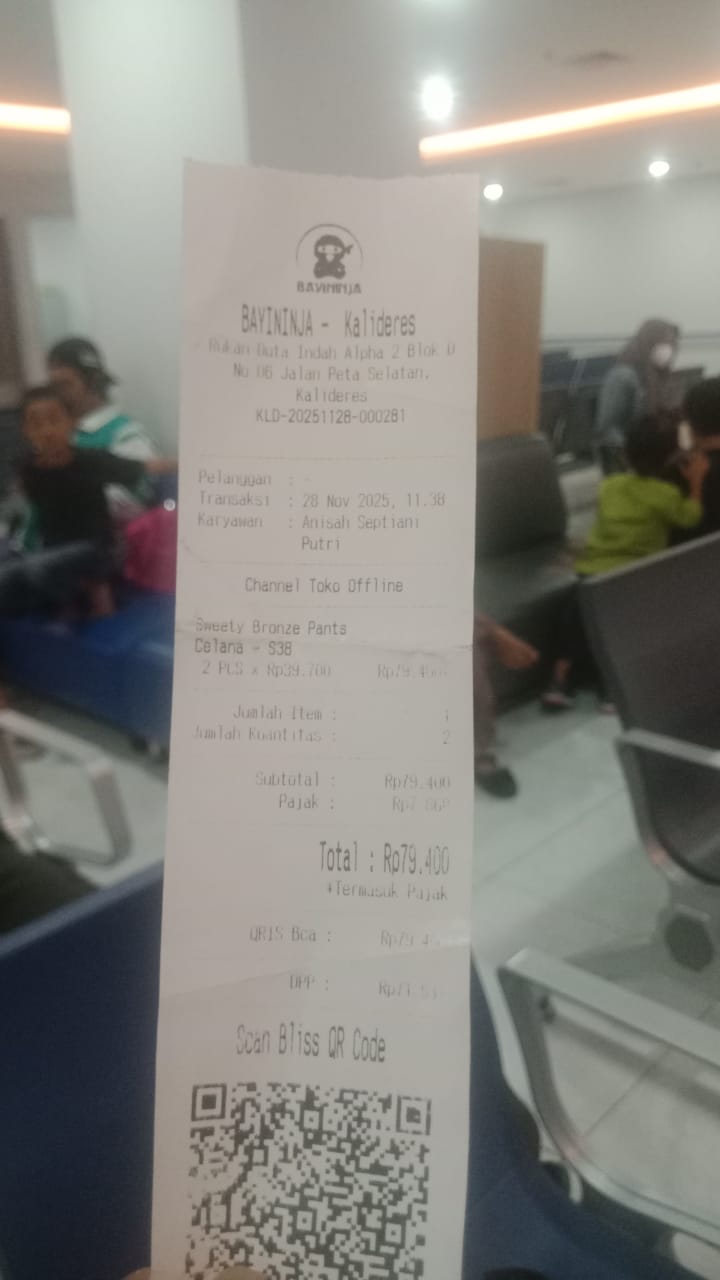 BAYININJA
BAYININJA - Kalideres
Rukan Duta Indah Alpha 2 Blok D
No 06 Jalan Peta Selatan,
Kalideres
KLD-20251128-000281
Pelanggan : -
Transaksi : 28 Nov 2025, 11.38
Karyawan : Anisah Septiani
Putri
Channel Toko Offline
Sweaty Bronze Pants
Celana - S38
2 PCS x Rp39.700 Rp79.400
Jumlah Item : 1
Jumlah Kuantitas : 2
Subtotal : Rp79.400
Pajak :
Total : Rp79.400
*Termasuk Pajak
QRIS Bca :
DPP :
Scan Bliss QR Code